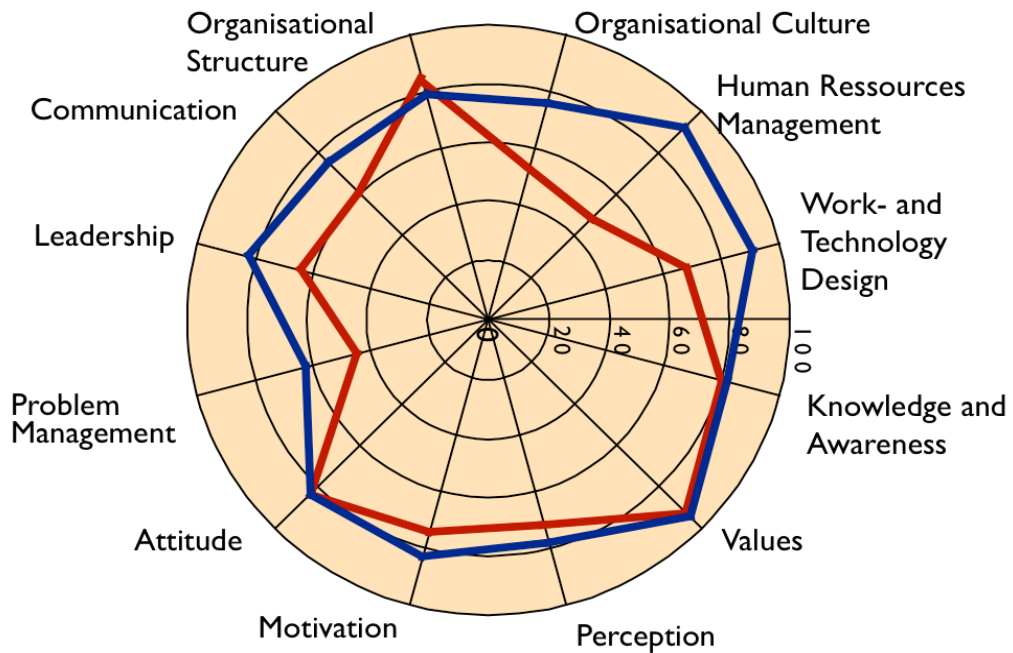 Organisational
Structure
Organisational Culture
Human Ressources
Management
Work- and
Technology
Design
Knowledge and
Awareness
Values
Perception
Motivation
Attitude
Problem
Management
Leadership
Communication
0
20
40
60
80
100